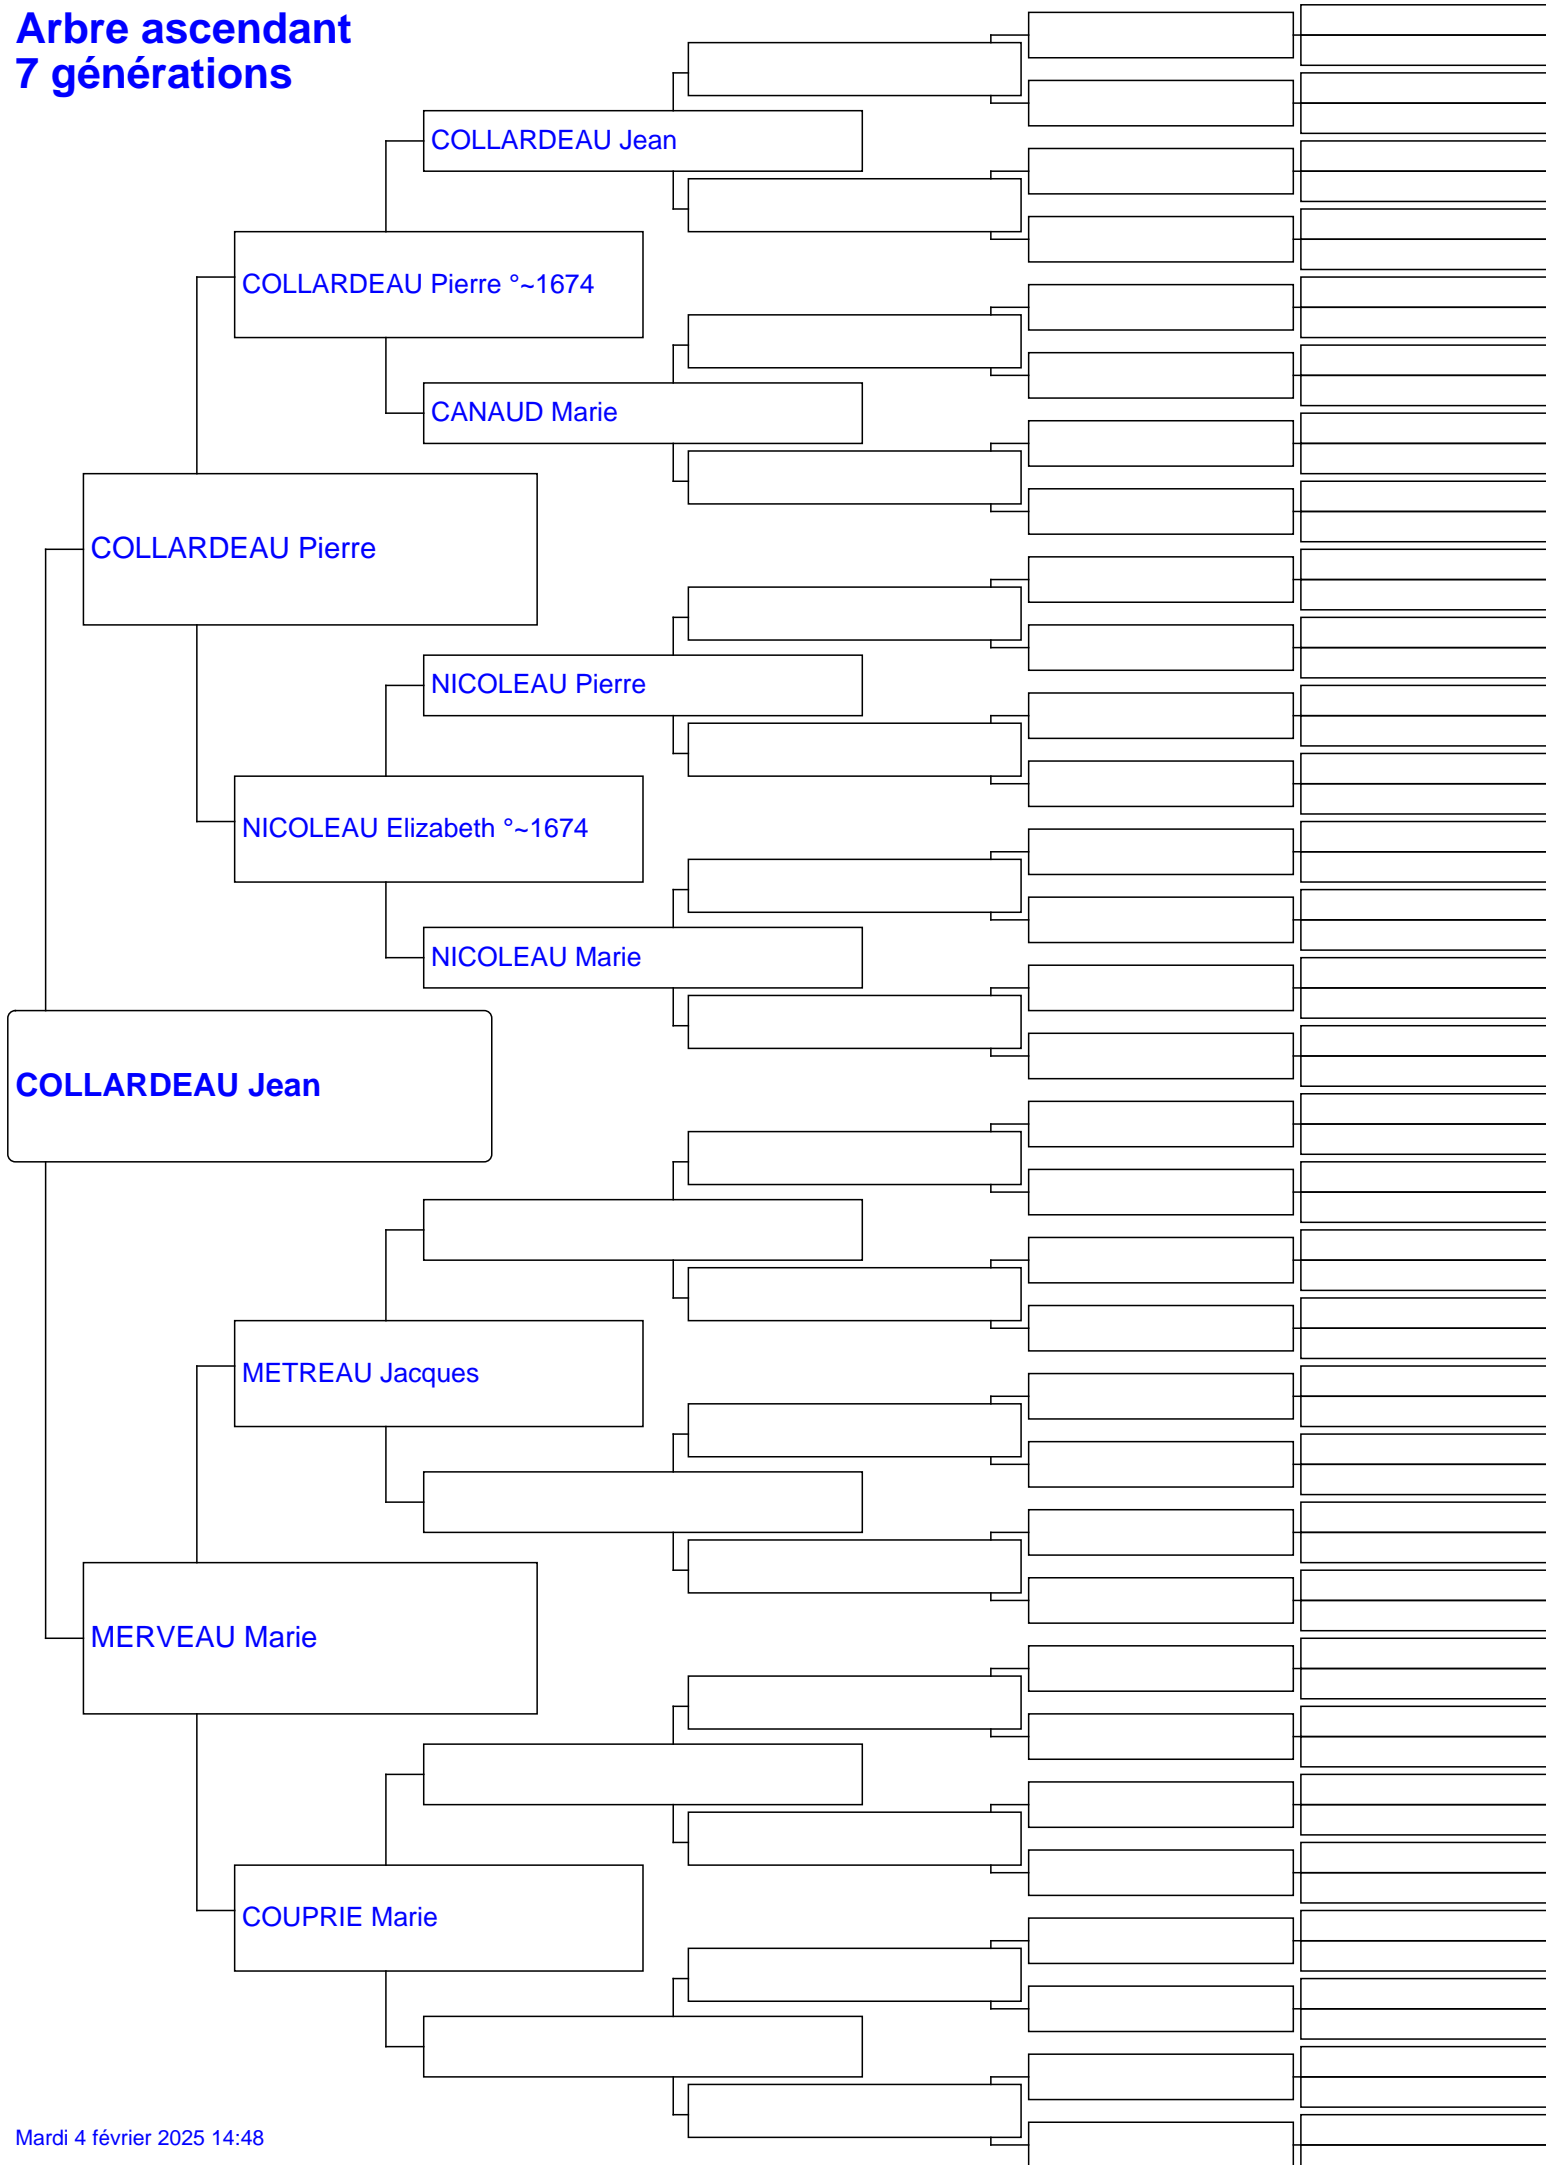 Arbre ascendant
7 générations
COLLARDEAU Jean
COLLARDEAU Pierre °~1674
CANAUD Marie
COLLARDEAU Pierre
NICOLEAU Pierre
NICOLEAU Elizabeth °~1674
NICOLEAU Marie
COLLARDEAU Jean
METREAU Jacques
MERVEAU Marie
COUPRIE Marie
Mardi 4 février 2025 14:48